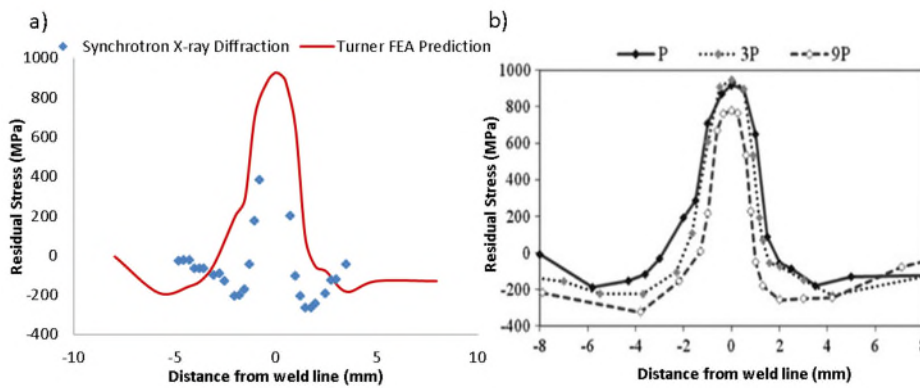 a)
Synchrotron X-ray Diffraction
Turner FEA Prediction
1000
800
600
400
200
0
-200
-400
-10
-5
0
5
10
Residual Stress (MPa)
Distance from weld line (mm)
b)
P
3P
9P
1000
800
600
400
200
0
-200
-400
-8
-6
-4
-2
0
2
4
6
8
Residual Stress (MPa)
Distance from weld line (mm)